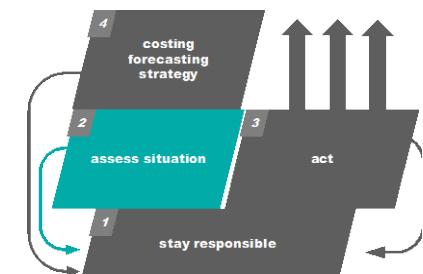 4
costing
forecasting
strategy
2
assess situation
3
act
1
stay responsible